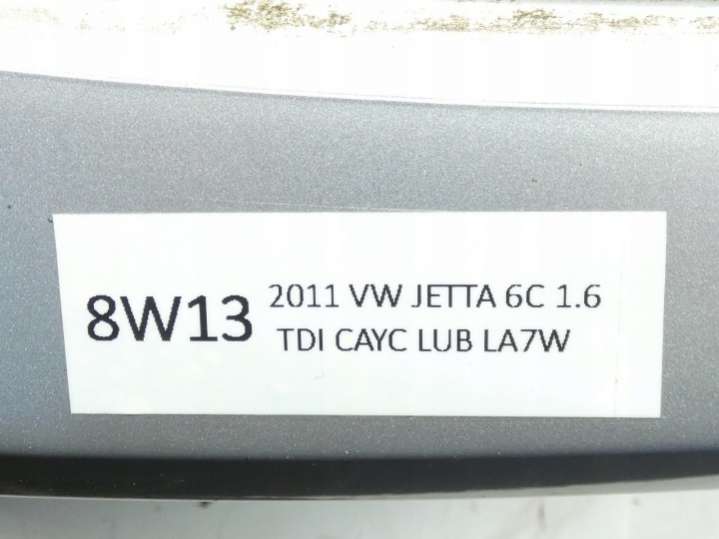 8W13
2011 VW JETTA 6C 1.6
TDI CAYC LUB LA7W